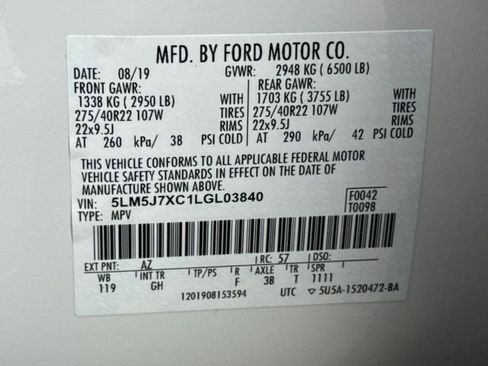 MFD. BY FORD MOTOR CO.
DATE: 08/19 GVWR: 2948 KG ( 6500 LB)
FRONT GAWR: REAR GAWR:
1338 KG ( 2950 LB) WITH 1703 KG ( 3755 LB) WITH
275/40R22 107W TIRES 275/40R22 107W TIRES
22x9.5J RIMS 22x9.5J RIMS
AT 260 kPa/ 38 PSI COLD AT 290 kPa/ 42 PSI COLD
THIS VEHICLE CONFORMS TO ALL APPLICABLE FEDERAL MOTOR
VEHICLE SAFETY STANDARDS IN EFFECT ON THE DATE OF
MANUFACTURE SHOWN ABOVE.
VIN: 5LM5J7XC1LGL03840 F0042
TYPE: MPV T0098
EXT PNT: AZ RC: 57 DSO:
WB INT TR TP/PS R AXLE TR SPR
119 GH F 3B T 1111
1201908153594 UTC ▽ 5U5A-1520472-BA